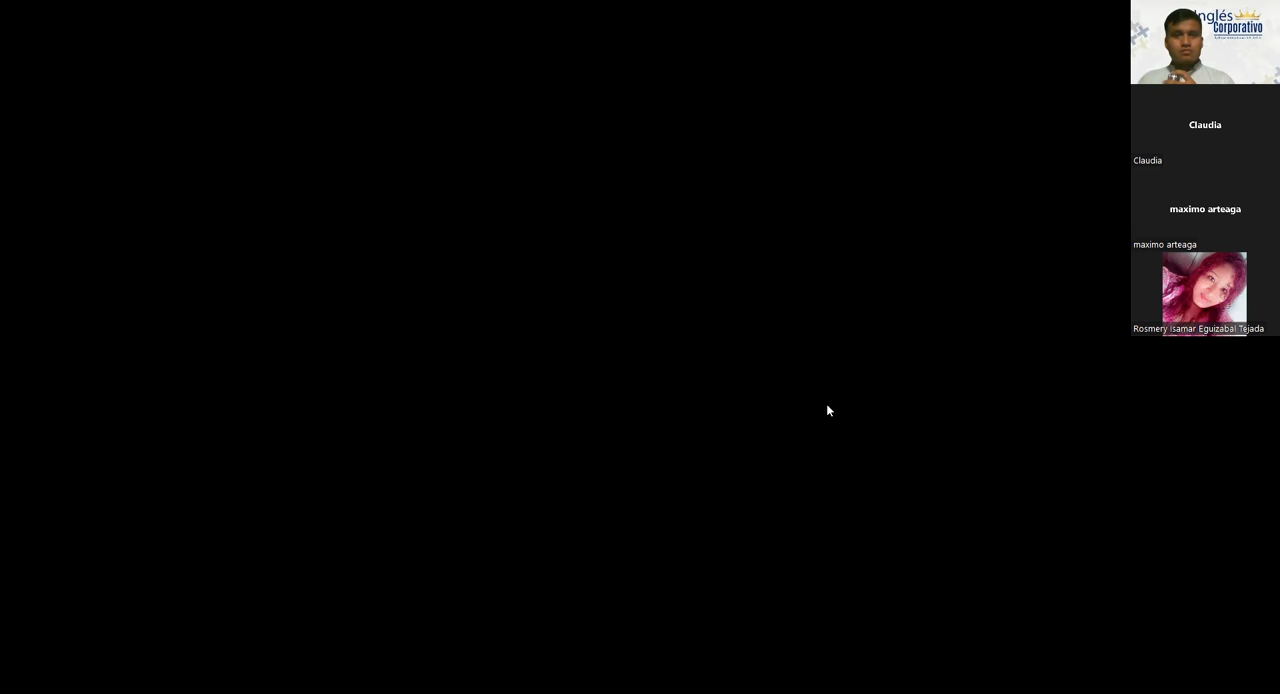 Inglés
Corporativo
Claudia
Claudia
maximo arteaga
maximo arteaga
Rosmery Isamar Eguizabal Tejada